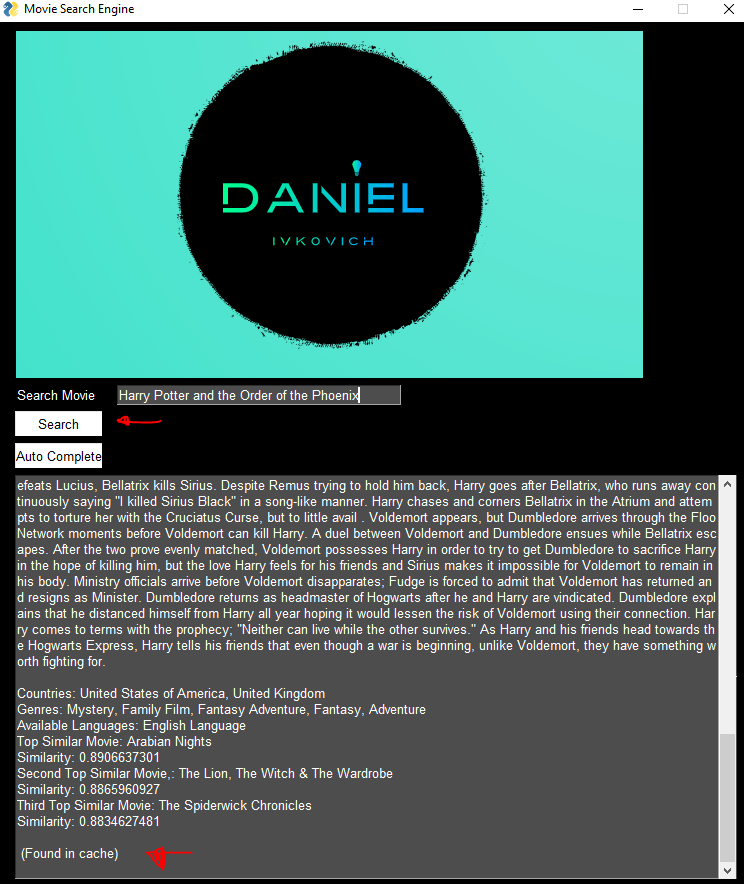 Movie Search Engine
DANIEL
IVKOVICH
Search Movie
Harry Potter and the Order of the Phoenix
Search
Auto Complete
efeats Lucius, Bellatrix kills Sirius. Despite Remus trying to hold him back, Harry goes after Bellatrix, who runs away con
tinuously saying "I killed Sirius Black" in a song-like manner. Harry chases and corners Bellatrix in the Atrium and attem
pts to torture her with the Cruciatus Curse, but to little avail . Voldemort appears, but Dumbledore arrives through the Floo
Network moments before Voldemort can kill Harry. A duel between Voldemort and Dumbledore ensues while Bellatrix esc
apes. After the two prove evenly matched, Voldemort possesses Harry in order to try to get Dumbledore to sacrifice Harry
in the hope of killing him, but the love Harry feels for his friends and Sirius makes it impossible for Voldemort to remain in
his body. Ministry officials arrive before Voldemort disapparates; Fudge is forced to admit that Voldemort has returned an
d resigns as Minister. Dumbledore returns as headmaster of Hogwarts after he and Harry are vindicated. Dumbledore expl
ains that he distanced himself from Harry all year hoping it would lessen the risk of Voldemort using their connection. Har
ry comes to terms with the prophecy; "Neither can live while the other survives." As Harry and his friends head towards th
e Hogwarts Express, Harry tells his friends that even though a war is beginning, unlike Voldemort, they have something w
orth fighting for.
Countries: United States of America, United Kingdom
Genres: Mystery, Family Film, Fantasy Adventure, Fantasy, Adventure
Available Languages: English Language
Top Similar Movie: Arabian Nights
Similarity: 0.8906637301
Second Top Similar Movie,: The Lion, The Witch & The Wardrobe
Similarity: 0.8865960927
Third Top Similar Movie: The Spiderwick Chronicles
Similarity: 0.8834627481
(Found in cache)